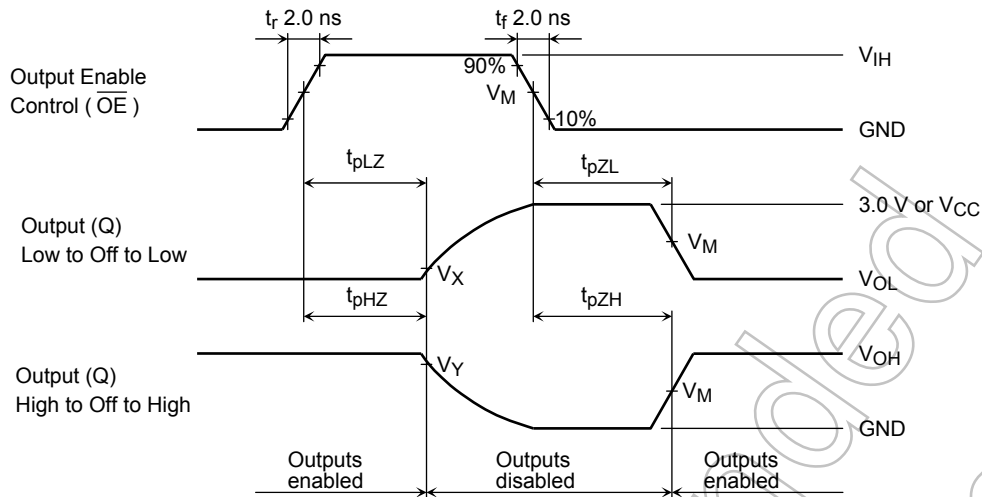 tr 2.0 ns
tf 2.0 ns
Output Enable
Control ( OE )
90%
VM
10%
VIH
GND
tpLZ
tpZL
Output (Q)
Low to Off to Low
VX
VM
3.0 V or VCC
VOL
tpHZ
tpZH
Output (Q)
High to Off to High
VY
VM
VOH
GND
Outputs
enabled
Outputs
disabled
Outputs
enabled